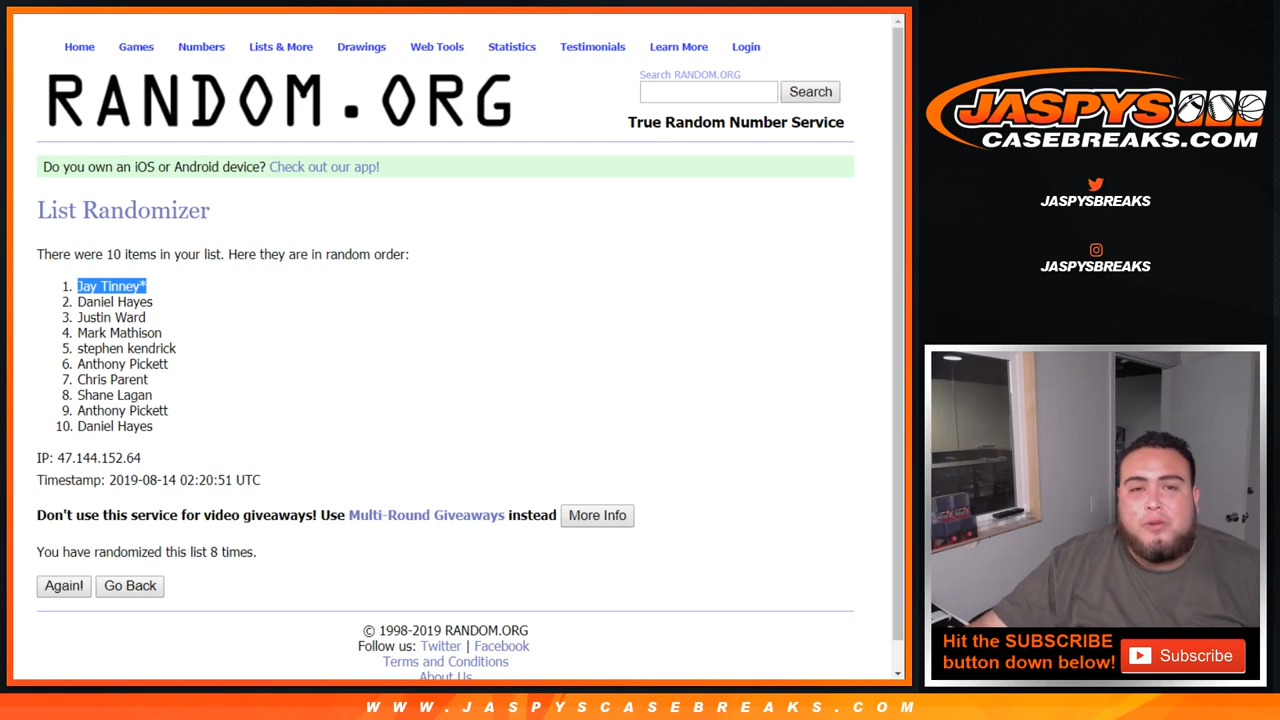 Home Games Numbers Lists & More Drawings Web Tools Statistics Testimonials Learn More Login
RANDOM.ORG
Search RANDOM.ORG
Search
True Random Number Service
Do you own an iOS or Android device? Check out our app!
List Randomizer
There were 10 items in your list. Here they are in random order:
1. Jay Tinney*
2. Daniel Hayes
3. Justin Ward
4. Mark Mathison
5. stephen kendrick
6. Anthony Pickett
7. Chris Parent
8. Shane Lagan
9. Anthony Pickett
10. Daniel Hayes
IP: 47.144.152.64
Timestamp: 2019-08-14 02:20:51 UTC
Don't use this service for video giveaways! Use Multi-Round Giveaways instead More Info
You have randomized this list 8 times.
Again! Go Back
© 1998-2019 RANDOM.ORG
Follow us: Twitter | Facebook
Terms and Conditions
About Us
JASPYS
CASEBREAKS.COM
JASPYSBREAKS
JASPYSBREAKS
Hit the SUBSCRIBE
button down below!
Subscribe
WWW.JASPYSCASEBREAKS.COM